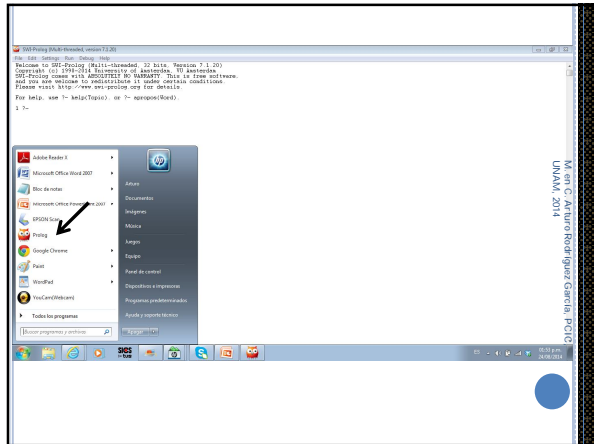 SWI-Prolog (Multi-threaded, version 7.1.20)
File Edit Settings Run Debug Help
Welcome to SWI-Prolog (Multi-threaded, 32 bits, Version 7.1.20)
Copyright (c) 1990-2014 University of Amsterdam, VU Amsterdam
SWI-Prolog comes with ABSOLUTELY NO WARRANTY. This is free software,
and you are welcome to redistribute it under certain conditions.
Please visit http://www.swi-prolog.org for details.
For help, use ?- help(Topic). or ?- apropos(Word).
1 ?-
Adobe Reader X
Microsoft Office Word 2007
Bloc de notas
Microsoft Office PowerPoint 2007
EPSON Scan
Prolog
Google Chrome
Paint
WordPad
YouCam(Webcam)
Todos los programas
Buscar programas y archivos
hp
Arturo
Documentos
Imágenes
Música
Juegos
Equipo
Panel de control
Dispositivos e impresoras
Programas predeterminados
Ayuda y soporte técnico
Apagar
ES
24/08/2014
M. en C. Arturo Rodríguez García, PCIC,
UNAM, 2014